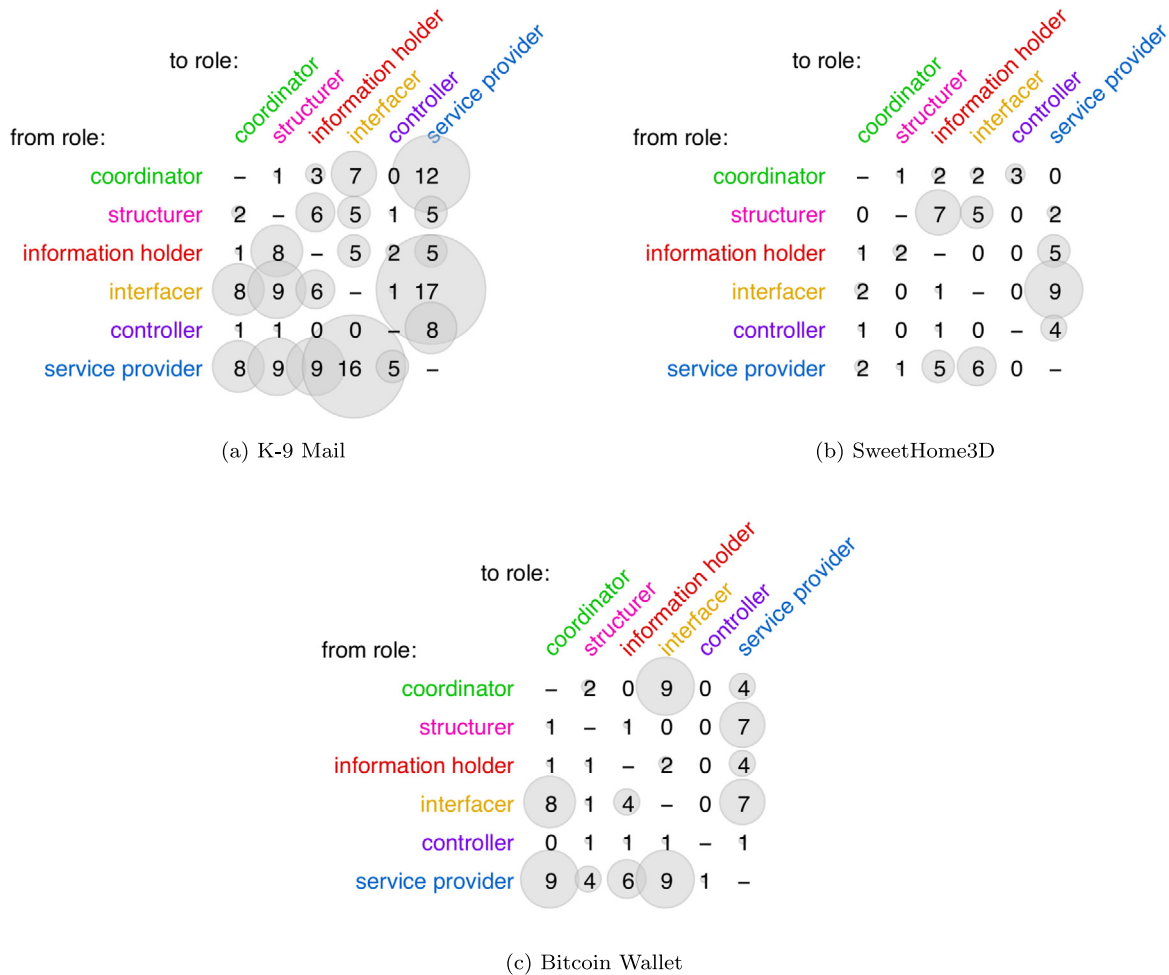 to role:
coordinator
structurer
information holder
interfacer
controller
service provider
from role:
coordinator – 1 3 7 0 12
structurer 2 – 6 5 1 5
information holder 1 8 – 5 2 5
interfacer 8 9 6 – 1 17
controller 1 1 0 0 – 8
service provider 8 9 9 16 5 –
(a) K-9 Mail
to role:
coordinator
structurer
information holder
interfacer
controller
service provider
from role:
coordinator – 1 2 2 3 0
structurer 0 – 7 5 0 2
information holder 1 2 – 0 0 5
interfacer 2 0 1 – 0 9
controller 1 0 1 0 – 4
service provider 2 1 5 6 0 –
(b) SweetHome3D
to role:
coordinator
structurer
information holder
interfacer
controller
service provider
from role:
coordinator – 2 0 9 0 4
structurer 1 – 1 0 0 7
information holder 1 1 – 2 0 4
interfacer 8 1 4 – 0 7
controller 0 1 1 1 – 1
service provider 9 4 6 9 1 –
(c) Bitcoin Wallet